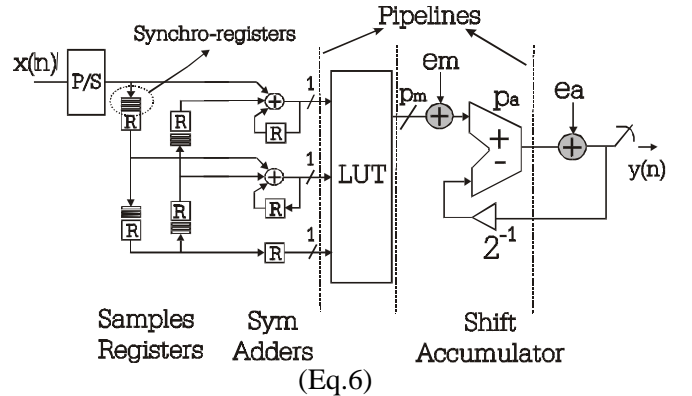 Pipelines
Synchro-registers
x(n)
P/S
R
R
R
R
R
R
R
1
1
1
LUT
pm
em
pa
+
-
ea
y(n)
2-1
Samples
Registers
Sym
Adders
Shift
Accumulator
(Eq.6)